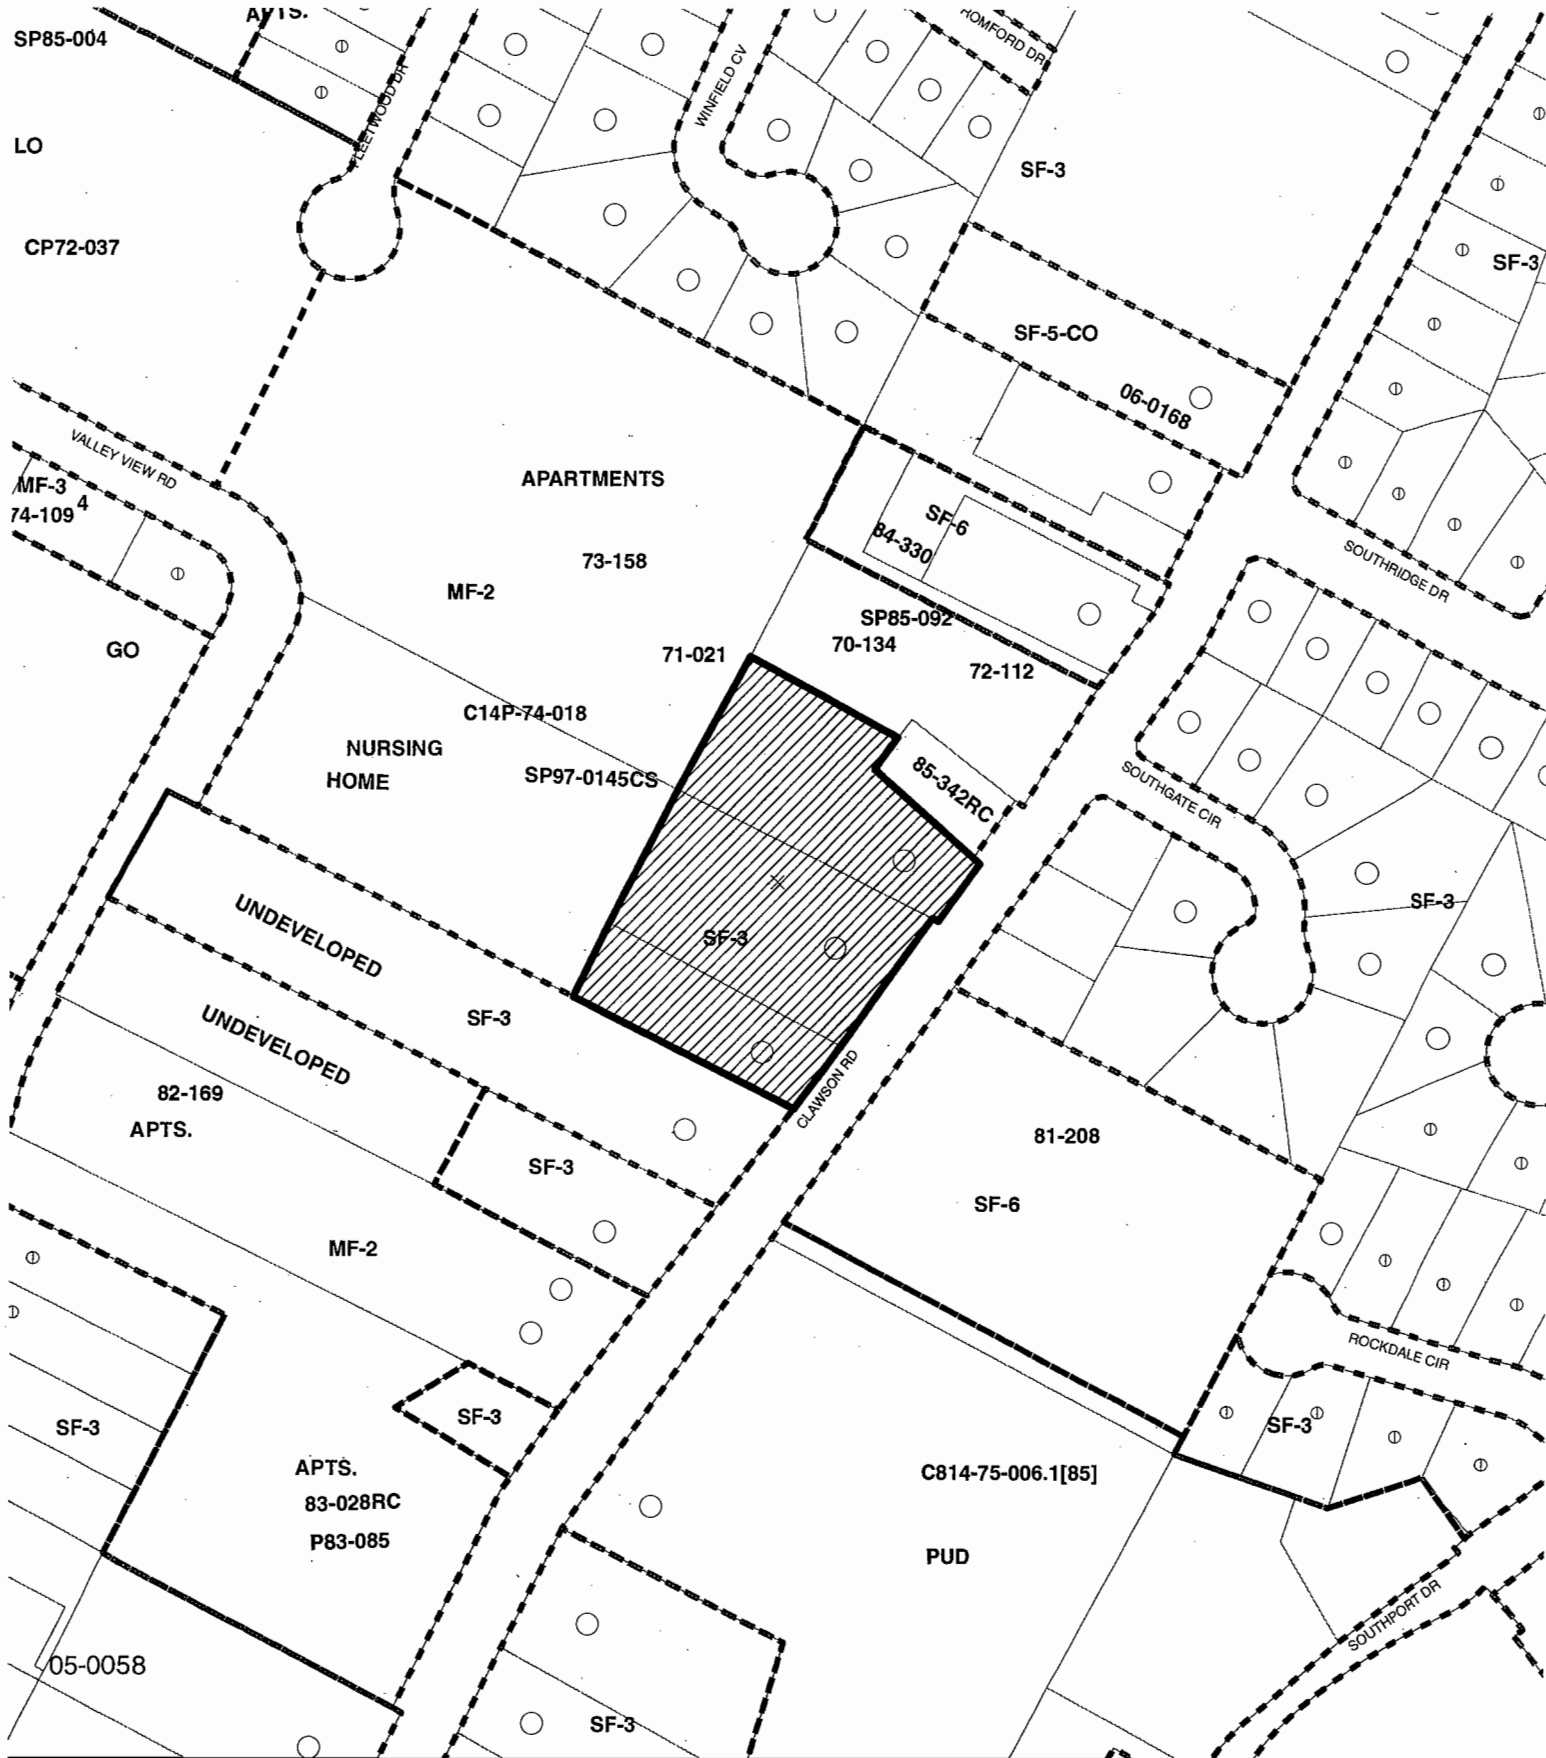 APTS.
SP85-004
FLEETWOOD DR
WINFIELD CV
ROMFORD DR
LO
SF-3
CP72-037
SF-3
SF-5-CO
06-0168
VALLEY VIEW RD
APARTMENTS
MF-3
4
74-109
SF-6
84-330
73-158
SOUTHRIDGE DR
MF-2
SP85-092
GO
71-021
70-134
72-112
C14P-74-018
NURSING
HOME
SP97-0145CS
85-342RC
SOUTHGATE CIR
UNDEVELOPED
SF-3
SF-3
UNDEVELOPED
SF-3
CLAWSON RD
82-169
APTS.
81-208
SF-3
SF-6
MF-2
ROCKDALE CIR
SF-3
SF-3
SF-3
APTS.
83-028RC
P83-085
C814-75-006.1[85]
PUD
SOUTHPORT DR
05-0058
SF-3